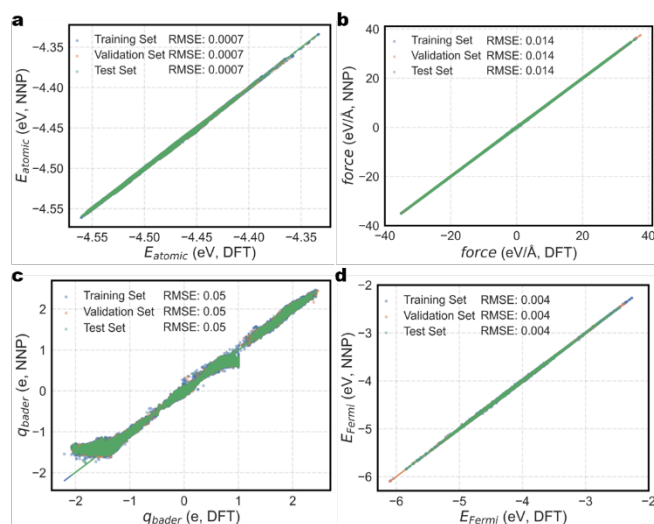 a
Training Set RMSE: 0.0007
Validation Set RMSE: 0.0007
Test Set RMSE: 0.0007
−4.35
−4.40
−4.45
−4.50
−4.55
E_atomic (eV, NNP)
−4.55 −4.50 −4.45 −4.40 −4.35
E_atomic (eV, DFT)
b
Training Set RMSE: 0.014
Validation Set RMSE: 0.014
Test Set RMSE: 0.014
40
20
0
−20
−40
force (eV/Å, NNP)
−40 −20 0 20 40
force (eV/Å, DFT)
c
Training Set RMSE: 0.05
Validation Set RMSE: 0.05
Test Set RMSE: 0.05
2
1
0
−1
−2
q_bader (e, NNP)
−2 −1 0 1 2
q_bader (e, DFT)
d
Training Set RMSE: 0.004
Validation Set RMSE: 0.004
Test Set RMSE: 0.004
−2
−3
−4
−5
−6
E_Fermi (eV, NNP)
−6 −5 −4 −3 −2
E_Fermi (eV, DFT)